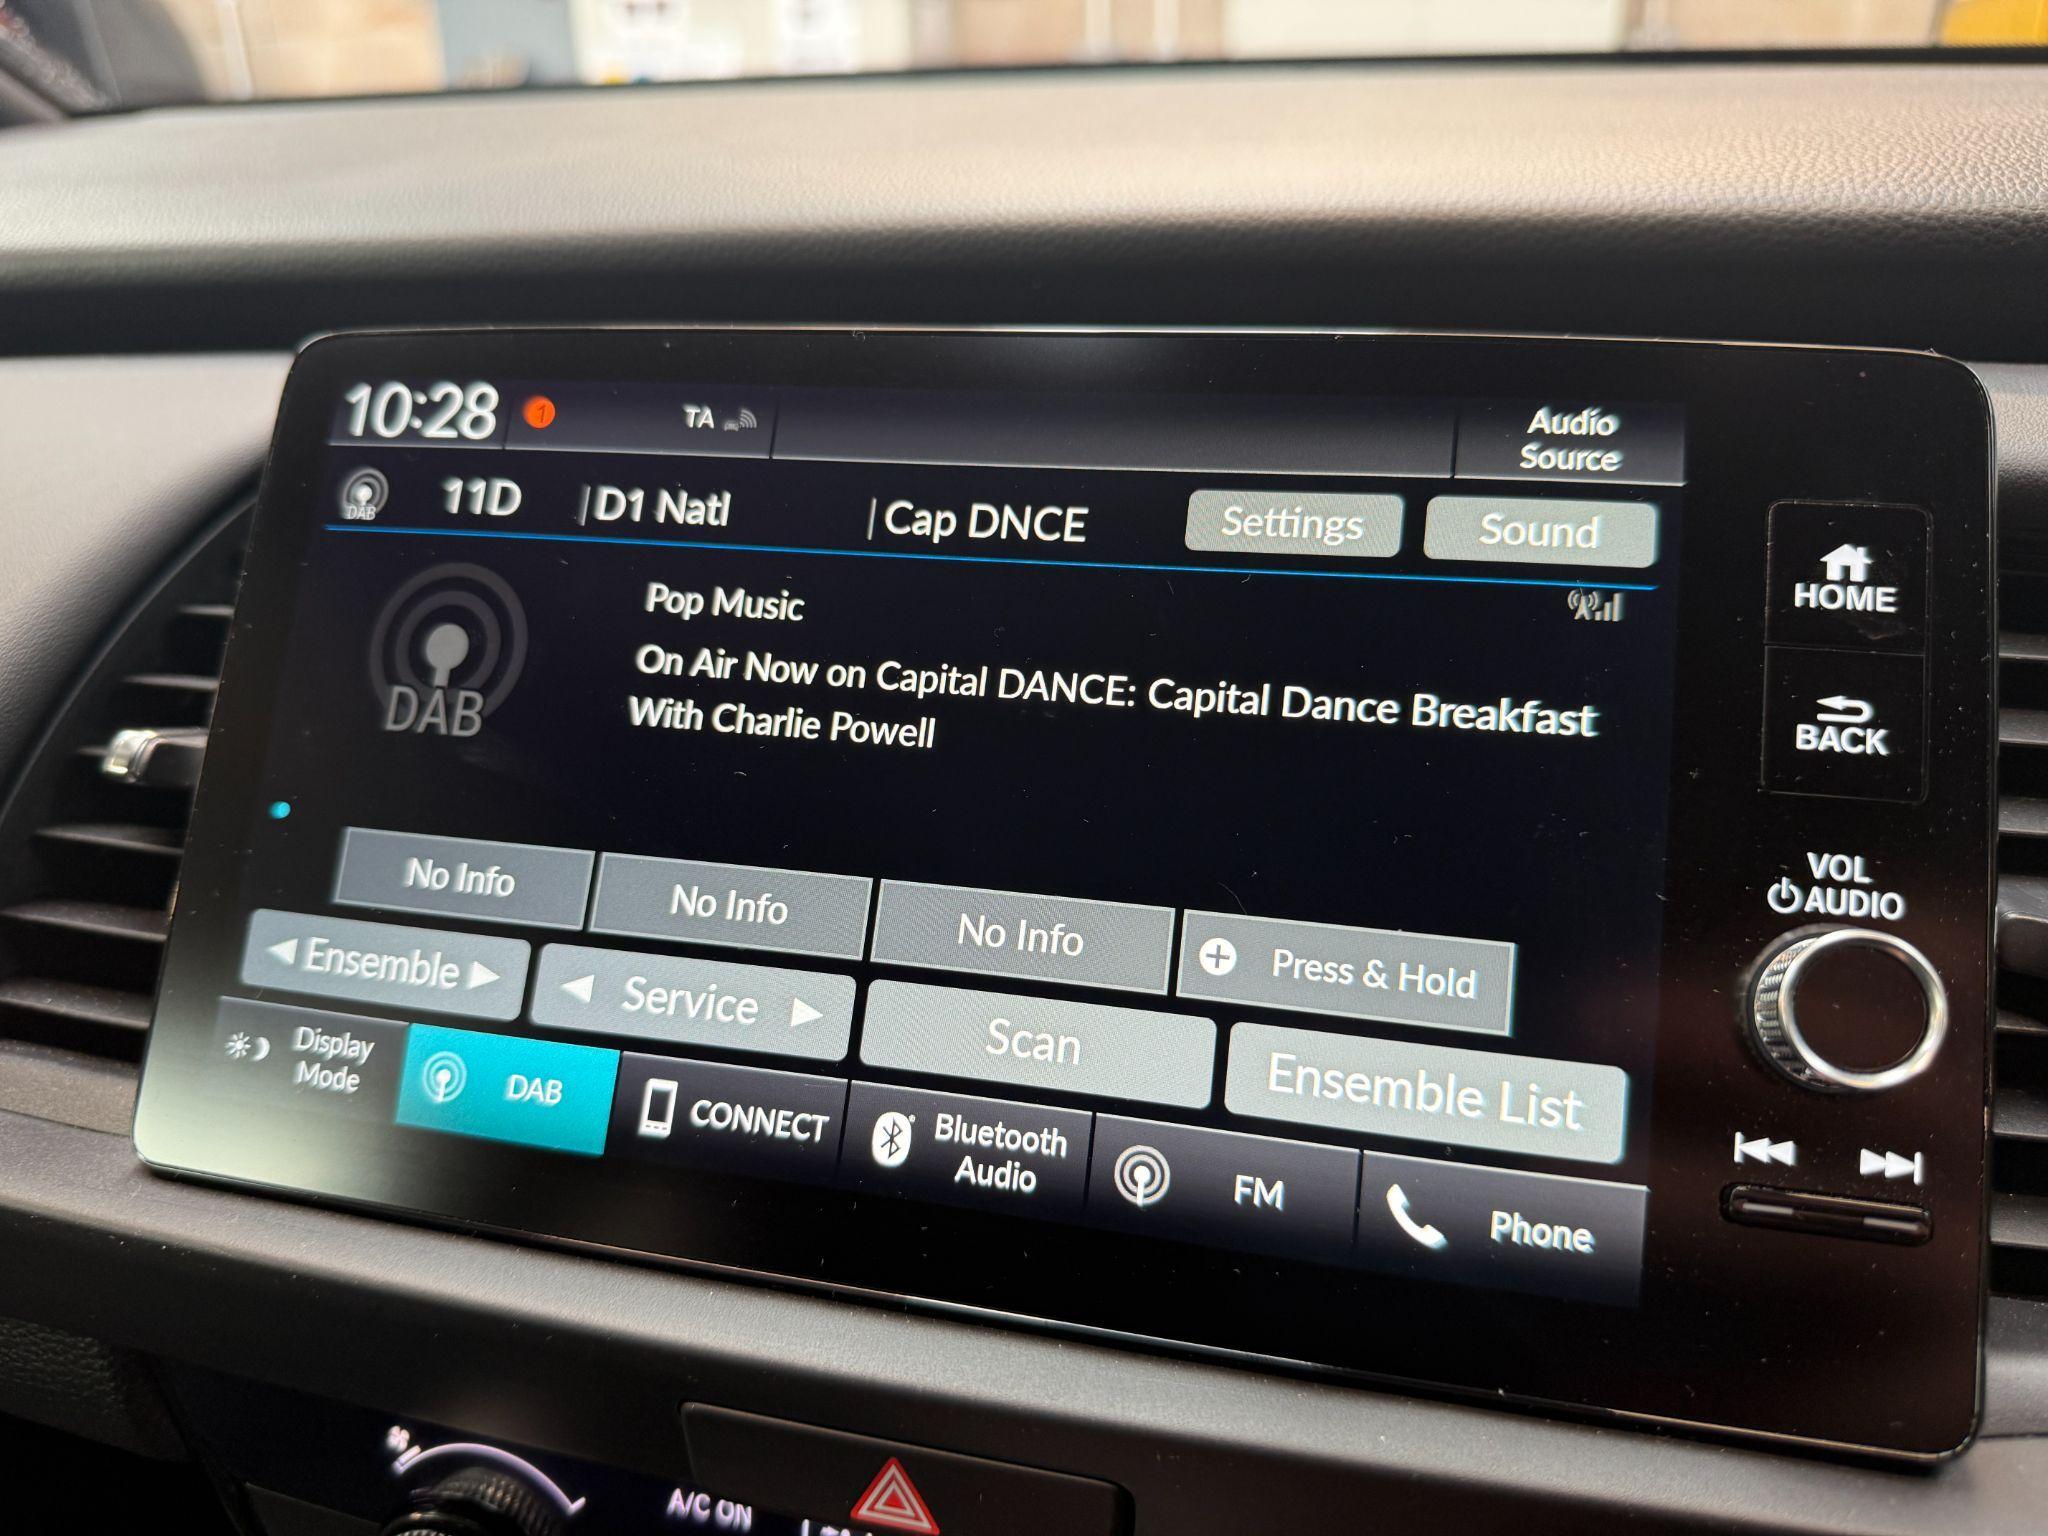 10:28
1
TA
Audio
Source
DAB
11D
D1 Natl
Cap DNCE
Settings
Sound
DAB
Pop Music
On Air Now on Capital DANCE: Capital Dance Breakfast
With Charlie Powell
HOME
BACK
VOL
AUDIO
No Info
No Info
No Info
Press & Hold
Ensemble
Service
Scan
Ensemble List
Display
Mode
DAB
CONNECT
Bluetooth
Audio
FM
Phone
A/C ON